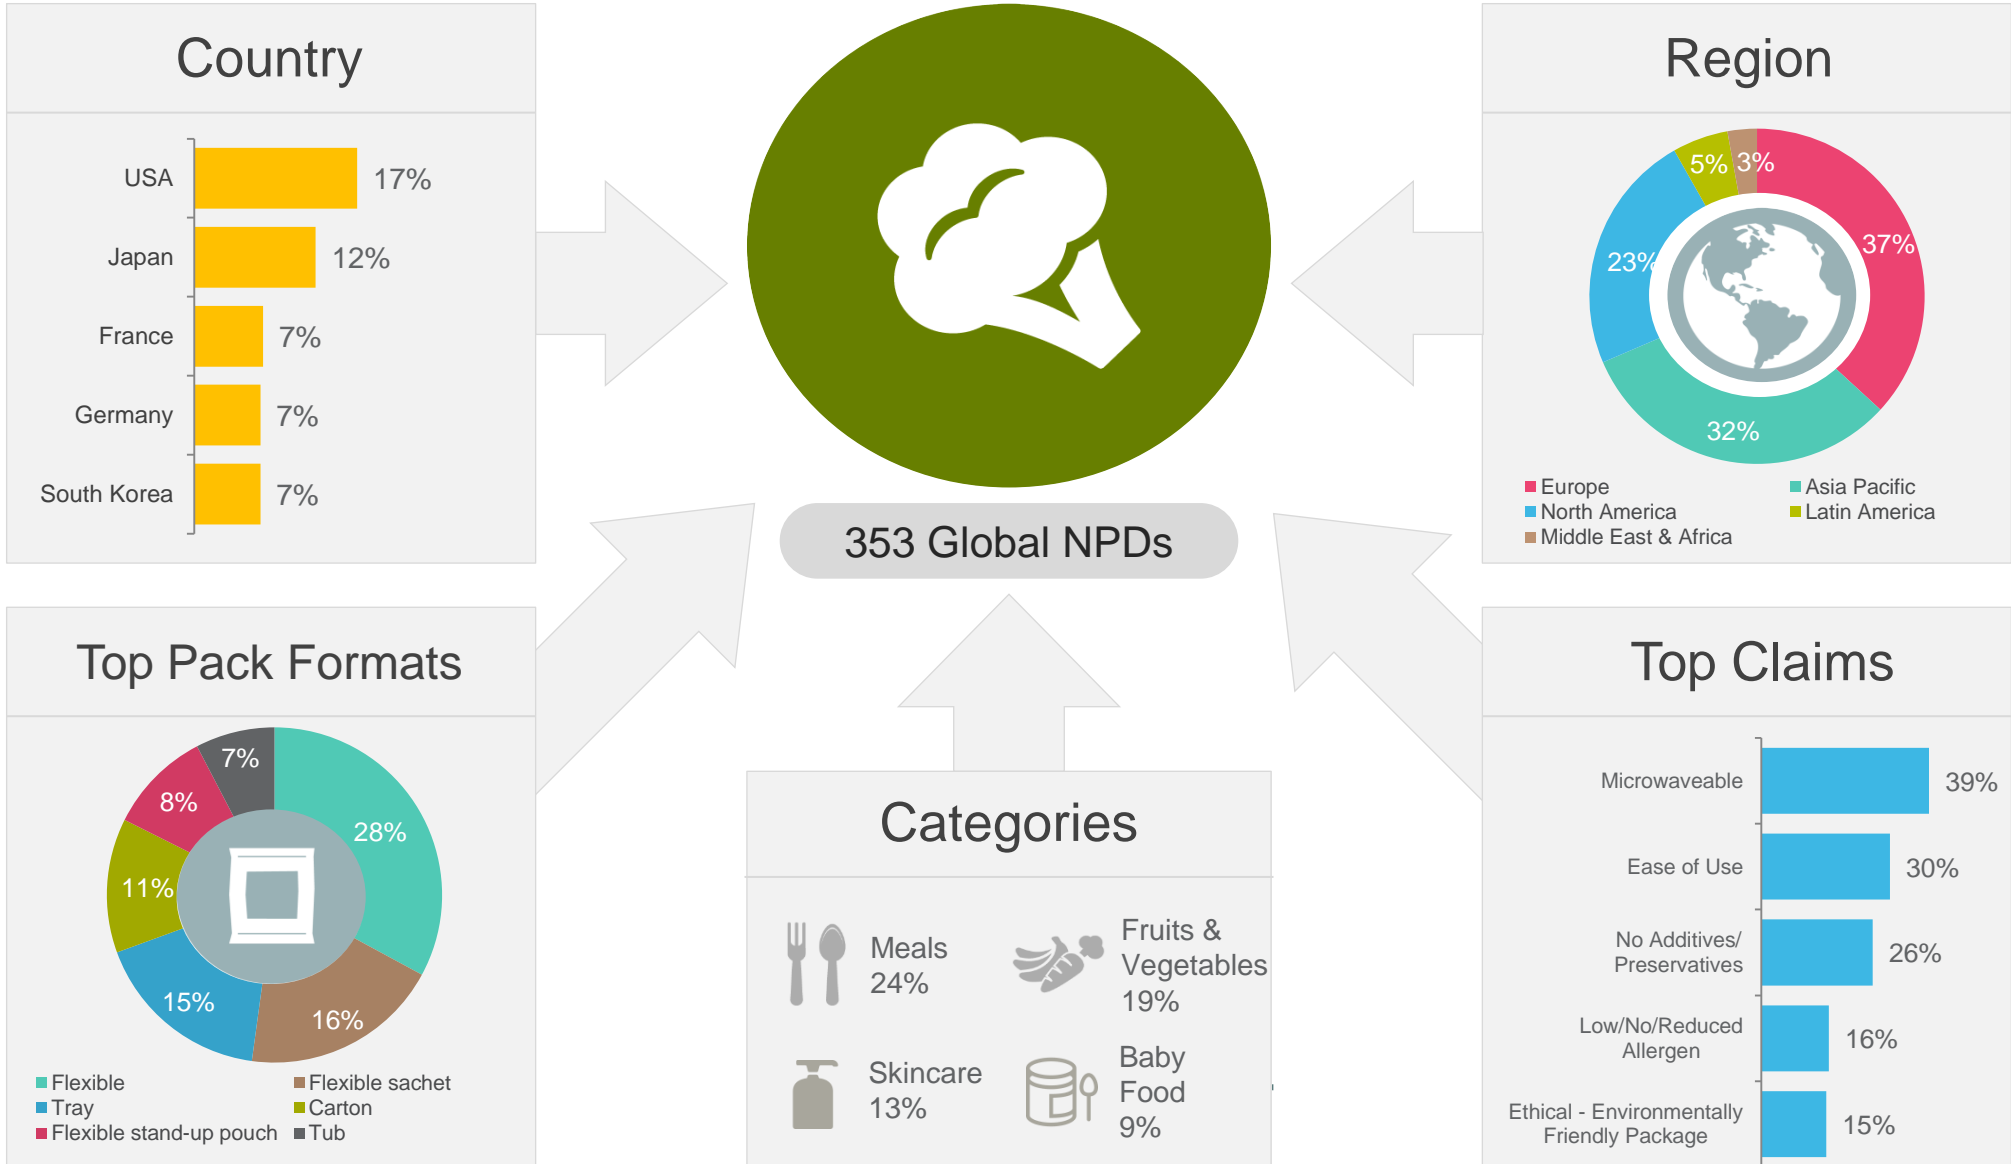 Country
USA
17%
Japan
12%
France
7%
Germany
7%
South Korea
7%
353 Global NPDs
Region
5%
3%
37%
23%
32%
Europe
Asia Pacific
North America
Latin America
Middle East & Africa
Top Pack Formats
7%
8%
28%
11%
15%
16%
Flexible
Flexible sachet
Tray
Carton
Flexible stand-up pouch
Tub
Categories
Meals
24%
Fruits &
Vegetables
19%
Skincare
13%
Baby
Food
9%
Top Claims
Microwaveable
39%
Ease of Use
30%
No Additives/
Preservatives
26%
Low/No/Reduced
Allergen
16%
Ethical - Environmentally
Friendly Package
15%